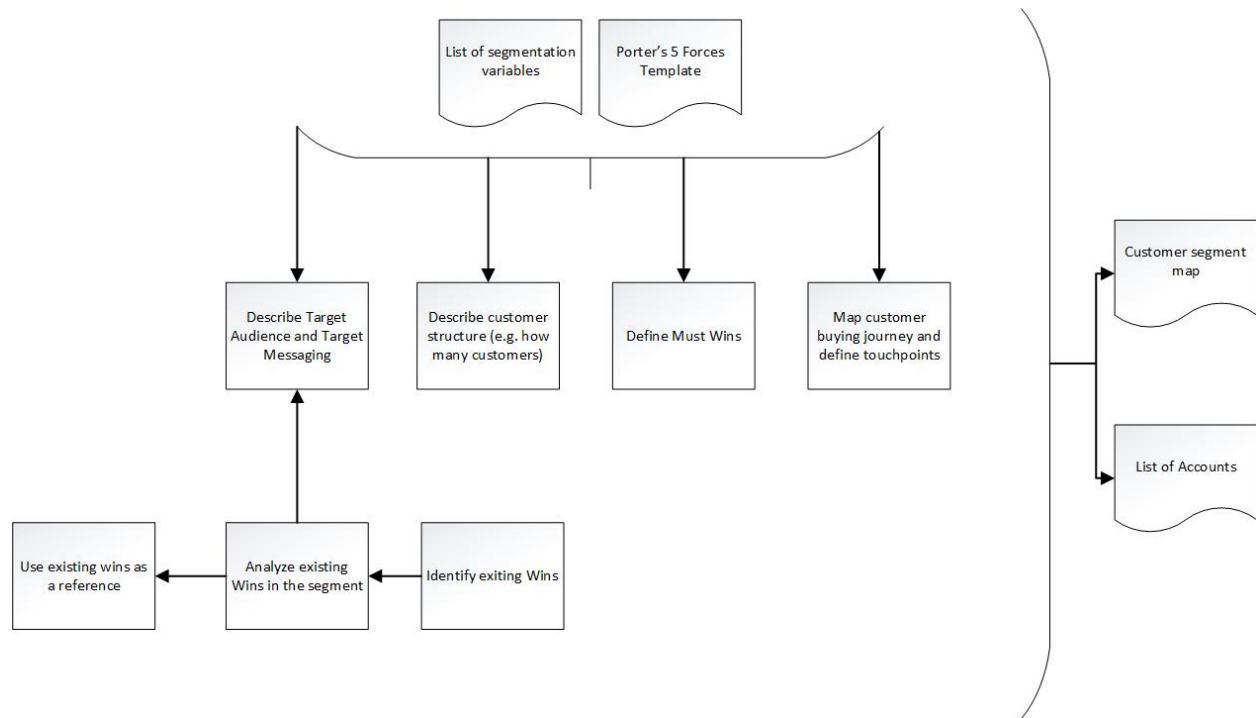 List of segmentation
variables
Porter's 5 Forces
Template
Customer segment
map
Describe Target
Audience and Target
Messaging
Describe customer
structure (e.g. how
many customers)
Define Must Wins
Map customer
buying journey and
define touchpoints
List of Accounts
Use existing wins as
a reference
Analyze existing
Wins in the segment
Identify exiting Wins